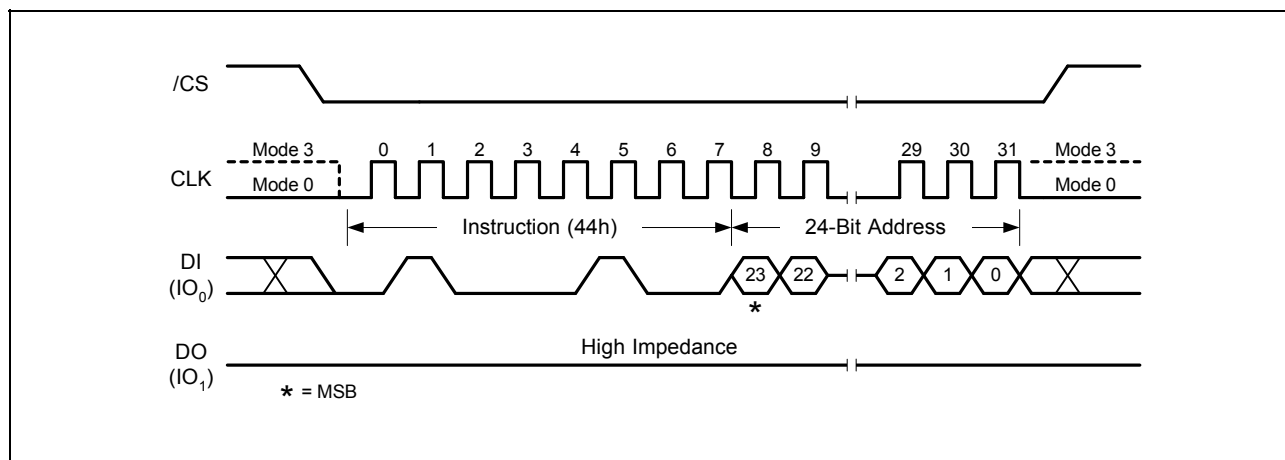 /CS
Mode 3 0 1 2 3 4 5 6 7 8 9 29 30 31 Mode 3
CLK
Mode 0 Mode 0
Instruction (44h) 24-Bit Address
DI
(IO₀)
23 22 2 1 0
*
High Impedance
DO
(IO₁)
* = MSB